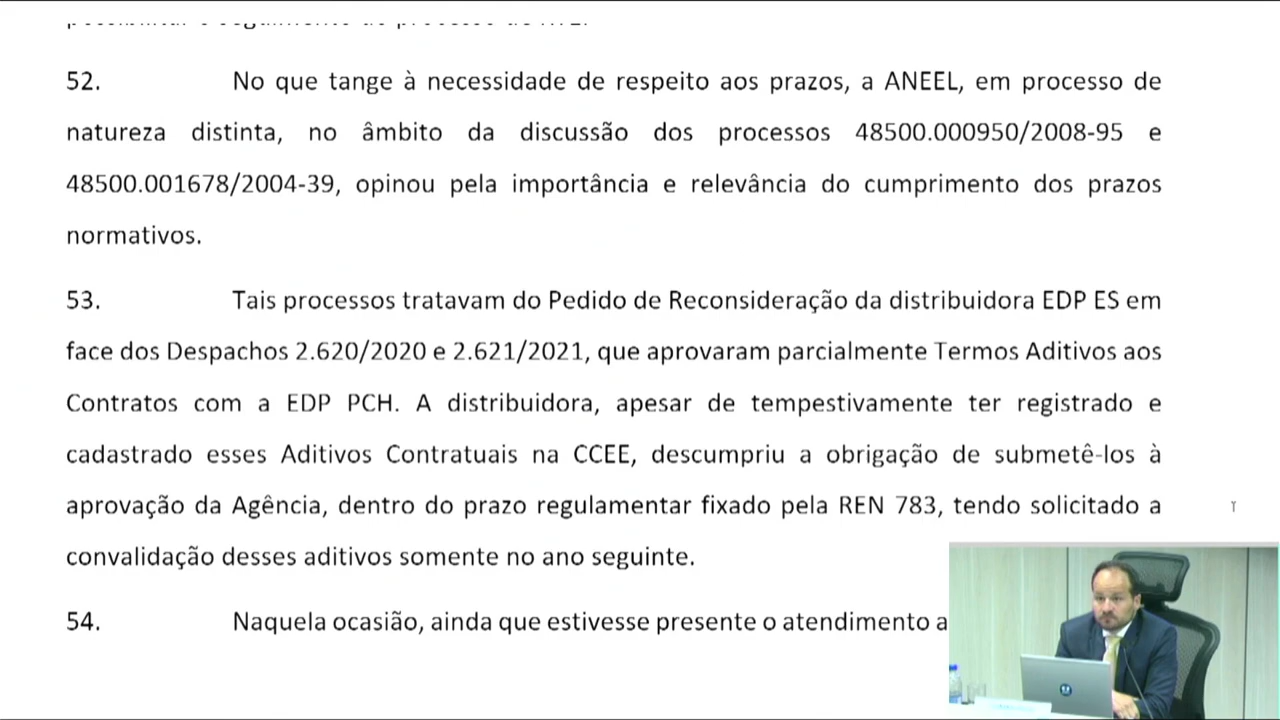 52. No que tange à necessidade de respeito aos prazos, a ANEEL, em processo de
natureza distinta, no âmbito da discussão dos processos 48500.000950/2008-95 e
48500.001678/2004-39, opinou pela importância e relevância do cumprimento dos prazos
normativos.
53. Tais processos tratavam do Pedido de Reconsideração da distribuidora EDP ES em
face dos Despachos 2.620/2020 e 2.621/2021, que aprovaram parcialmente Termos Aditivos aos
Contratos com a EDP PCH. A distribuidora, apesar de tempestivamente ter registrado e
cadastrado esses Aditivos Contratuais na CCEE, descumpriu a obrigação de submetê-los à
aprovação da Agência, dentro do prazo regulamentar fixado pela REN 783, tendo solicitado a
convalidação desses aditivos somente no ano seguinte.
54. Naquela ocasião, ainda que estivesse presente o atendimento a